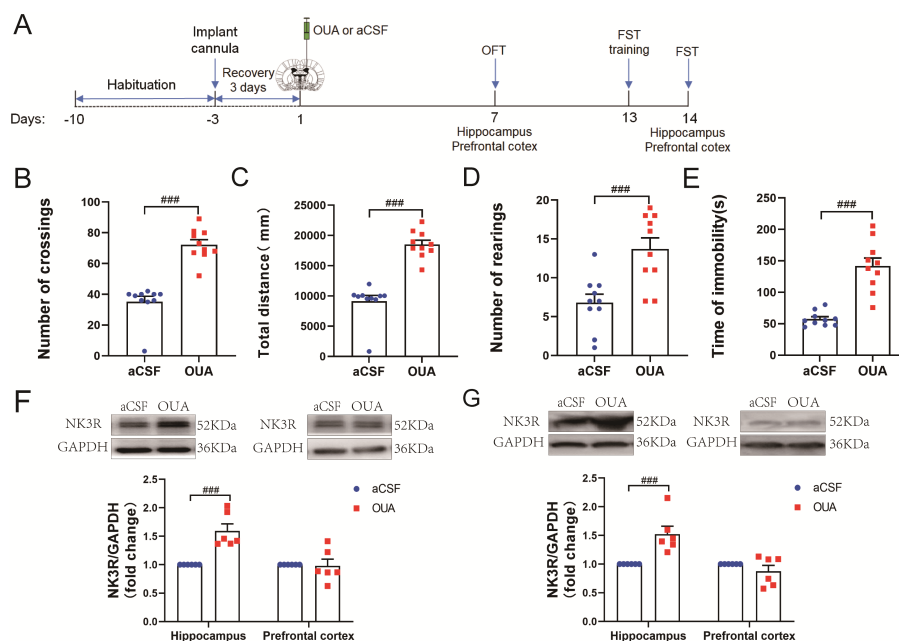 A
OUA or aCSF
Implant
cannula
OFT
FST
training
FST
Habituation
Recovery
3 days
Days:
-10
-3
1
7
13
14
Hippocampus
Prefrontal cotex
Hippocampus
Prefrontal cotex
B
Number of crossings
100
80
60
40
20
0
###
aCSF
OUA
C
Total distance ( mm)
25000
20000
15000
10000
5000
0
###
aCSF
OUA
D
Number of rearings
20
15
10
5
0
###
aCSF
OUA
E
Time of immobility(s)
200
150
100
50
0
250
###
aCSF
OUA
F
aCSF OUA
NK3R
52KDa
GAPDH
36KDa
aCSF OUA
NK3R
52KDa
GAPDH
36KDa
NK3R/GAPDH
(fold change)
2.5
2.0
1.5
1.0
0.5
0.0
###
aCSF
OUA
Hippocampus
Prefrontal cortex
G
aCSF OUA
NK3R
52KDa
GAPDH
36KDa
aCSF OUA
NK3R
52KDa
GAPDH
36KDa
NK3R/GAPDH
(fold change)
2.5
2.0
1.5
1.0
0.5
0.0
###
aCSF
OUA
Hippocampus
Prefrontal cortex